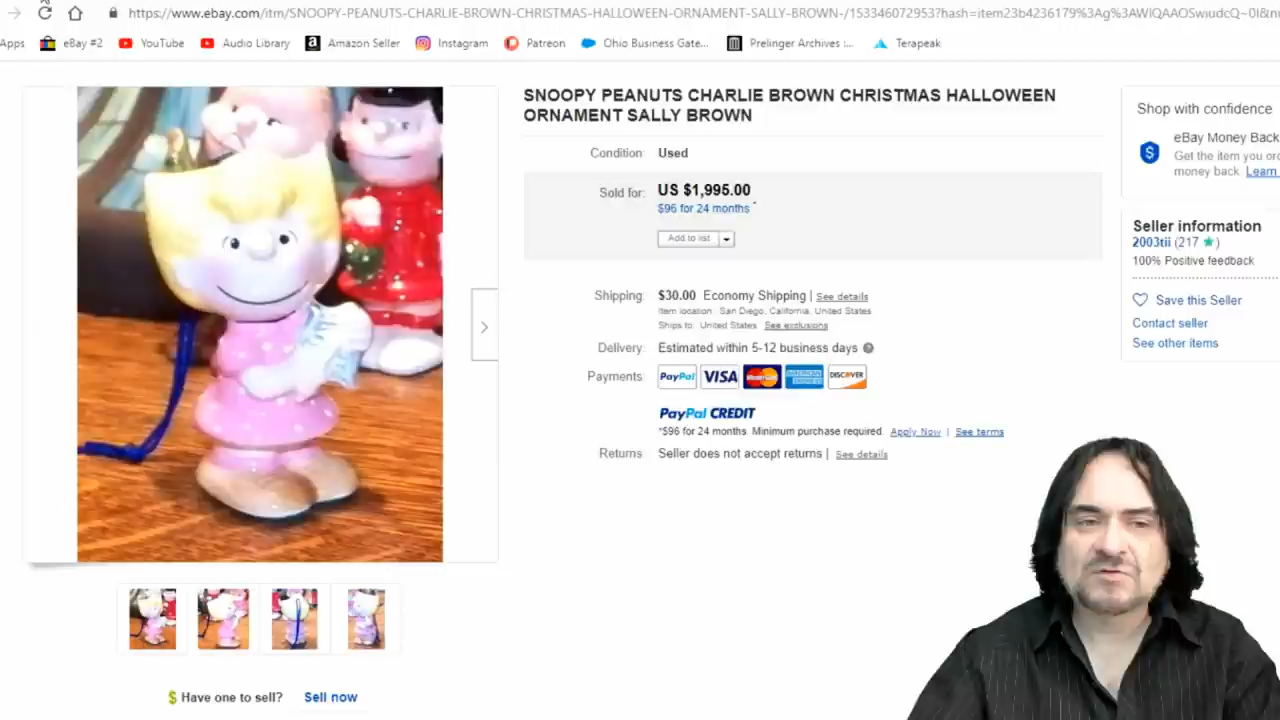 https://www.ebay.com/itm/SNOOPY-PEANUTS-CHARLIE-BROWN-CHRISTMAS-HALLOWEEN-ORNAMENT-SALLY-BROWN-/153346072953?hash=item23b4236179%3Ag%3AWIQAAOSwiudcQ~0I&
Apps eBay #2 YouTube Audio Library Amazon Seller Instagram Patreon Ohio Business Gate... Prelinger Archives :... Terapeak
SNOOPY PEANUTS CHARLIE BROWN CHRISTMAS HALLOWEEN
ORNAMENT SALLY BROWN
Condition: Used
Sold for: US $1,995.00
$96 for 24 months*
Add to list
Shipping: $30.00 Economy Shipping | See details
Item location: San Diego, California, United States
Ships to: United States See exclusions
Delivery: Estimated within 5-12 business days
Payments: PayPal VISA MasterCard AMERICAN EXPRESS DISCOVER
PayPal CREDIT
*$96 for 24 months. Minimum purchase required. Apply Now | See terms
Returns: Seller does not accept returns | See details
Shop with confidence
eBay Money Back
Get the item you
money back. Learn
Seller information
2003tii (217 )
100% Positive feedback
Save this Seller
Contact seller
See other items
$ Have one to sell? Sell now